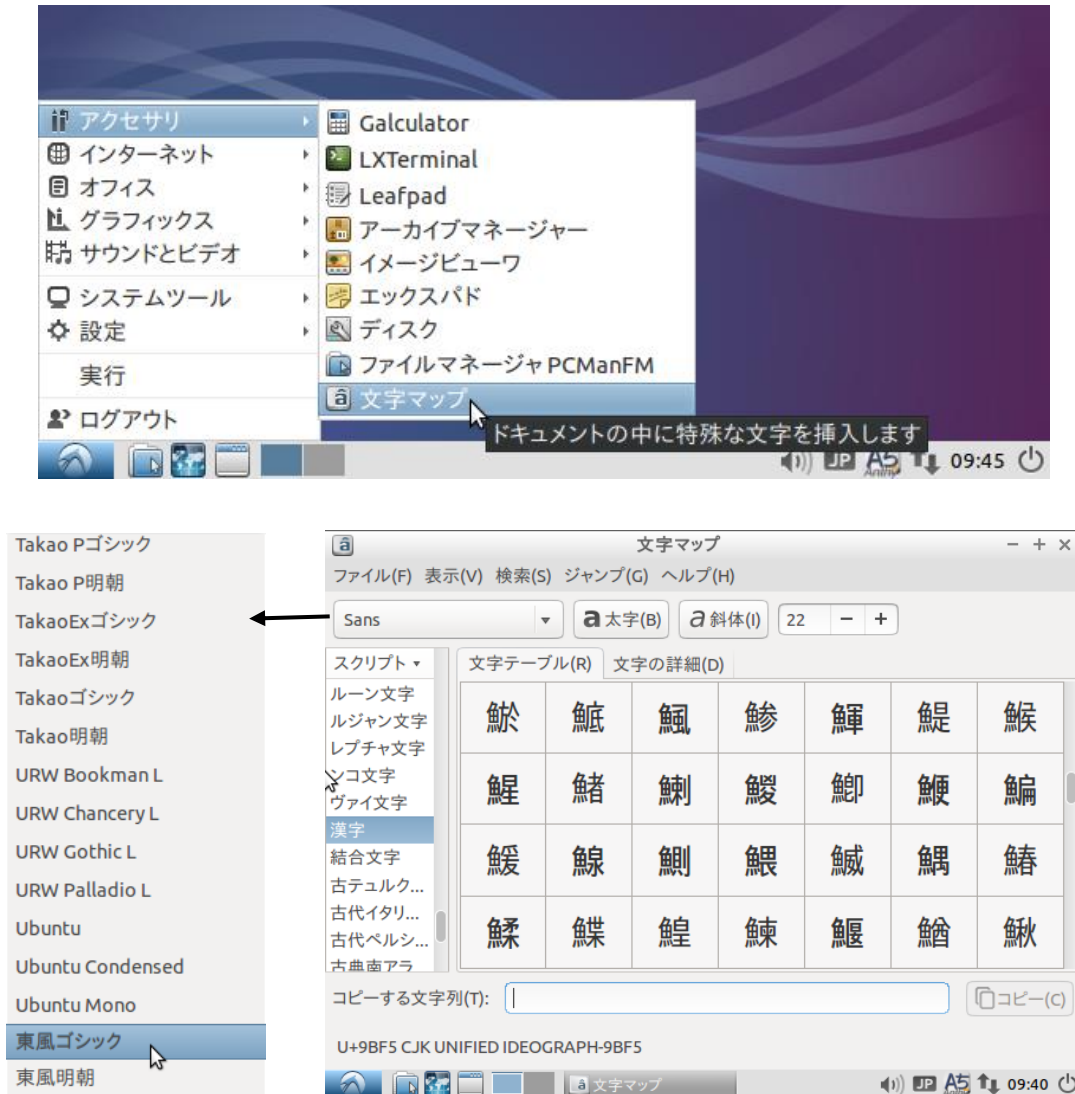 アクセサリ
インターネット
オフィス
グラフィックス
サウンドとビデオ
システムツール
設定
実行
ログアウト
Galculator
LXTerminal
Leafpad
アーカイブマネージャー
イメージビューワ
エックスパド
ディスク
ファイルマネージャ PCManFM
文字マップ
ドキュメントの中に特殊な文字を挿入します
JP A5 09:45
Takao Pゴシック
Takao P明朝
TakaoExゴシック
TakaoEx明朝
Takaoゴシック
Takao明朝
URW Bookman L
URW Chancery L
URW Gothic L
URW Palladio L
Ubuntu
Ubuntu Condensed
Ubuntu Mono
東風ゴシック
東風明朝
文字マップ
ファイル(F) 表示(V) 検索(S) ジャンプ(G) ヘルプ(H)
Sans a 太字(B) a 斜体(I) 22
スクリプト
ルーン文字
ルジャン文字
レプチャ文字
ンコ文字
ヴァイ文字
漢字
結合文字
古テュルク...
古代イタリ...
古代ペルシ...
古典南アラ
文字テーブル(R) 文字の詳細(D)
鯲 鯳 鯴 鯵 鯶 鯷 鯸
鯹 鯺 鯻 鯼 鯽 鯾 鯿
鰀 鰁 鰂 鰃 鰄 鰅 鰆
鰇 鰈 鰉 鰊 鰋 鰌 鰍
コピーする文字列(T): コピー(C)
U+9BF5 CJK UNIFIED IDEOGRAPH-9BF5
文字マップ JP A5 09:40